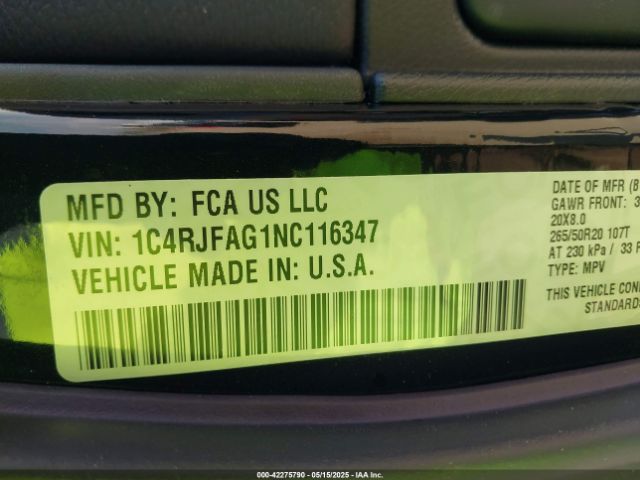 MFD BY: FCA US LLC
VIN: 1C4RJFAG1NC116347
VEHICLE MADE IN: U.S.A.
DATE OF MFR (B
GAWR FRONT: 3
20X8.0
265/50R20 107T
AT 230 kPa / 33
TYPE: MPV
THIS VEHICLE
STANDARDS
000-42275790 - 05/15/2025 - IAA Inc.